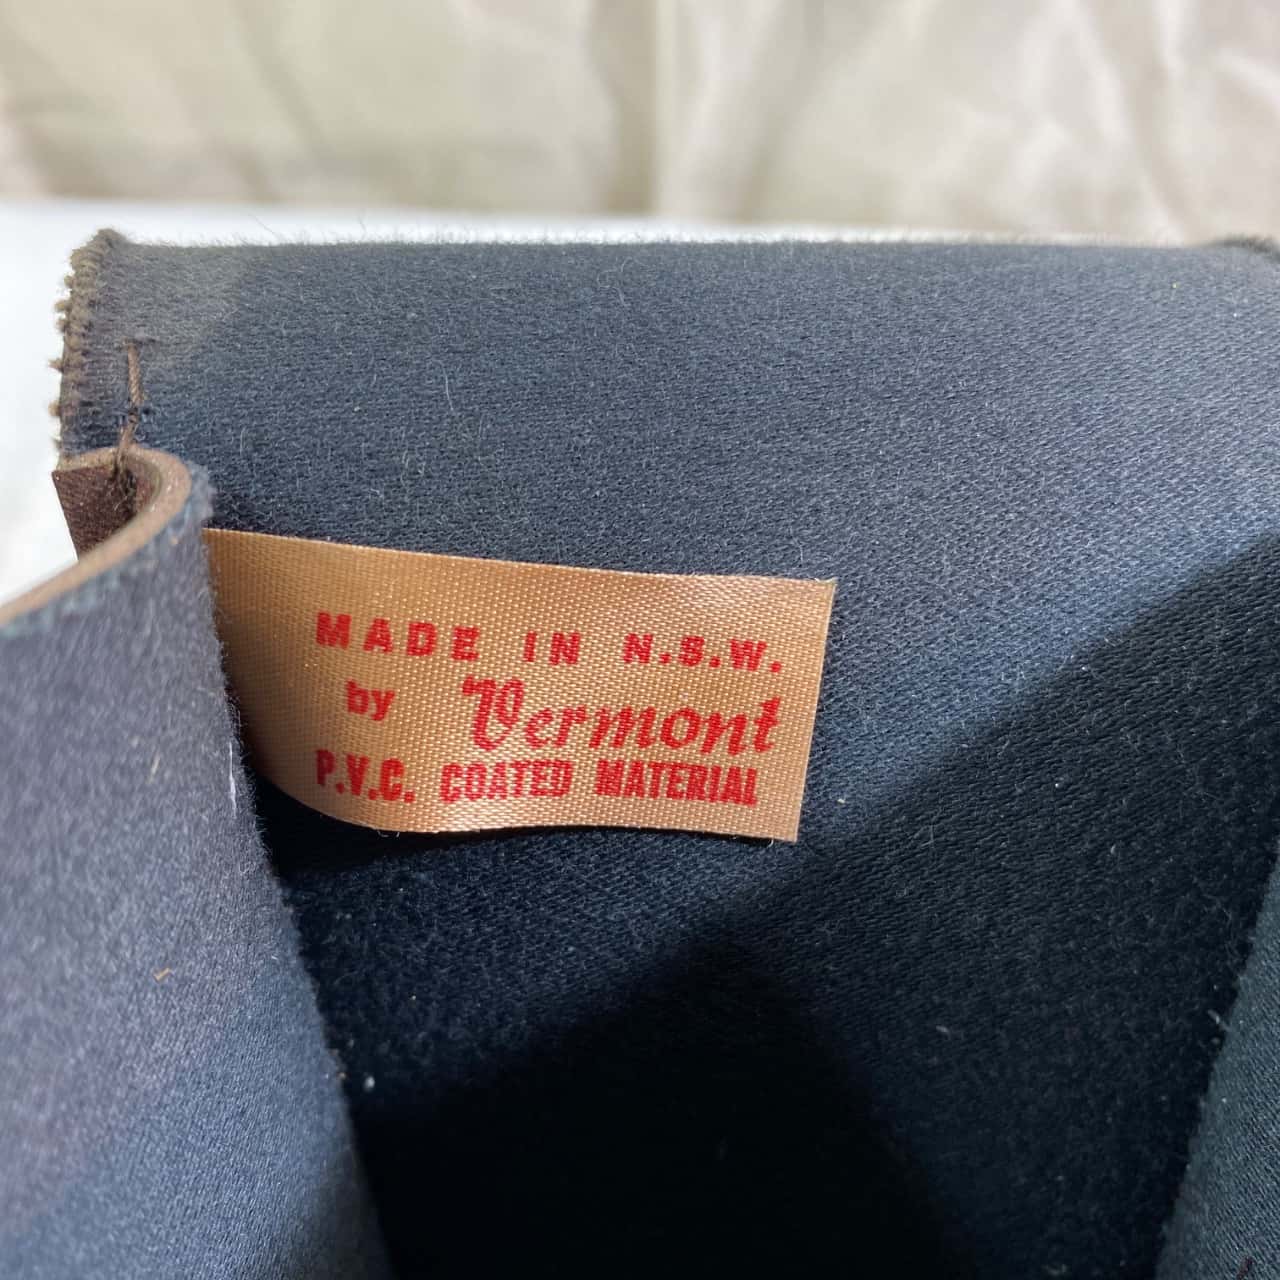 MADE IN N.S.W.
by Vermont
P.V.C. COATED MATERIAL